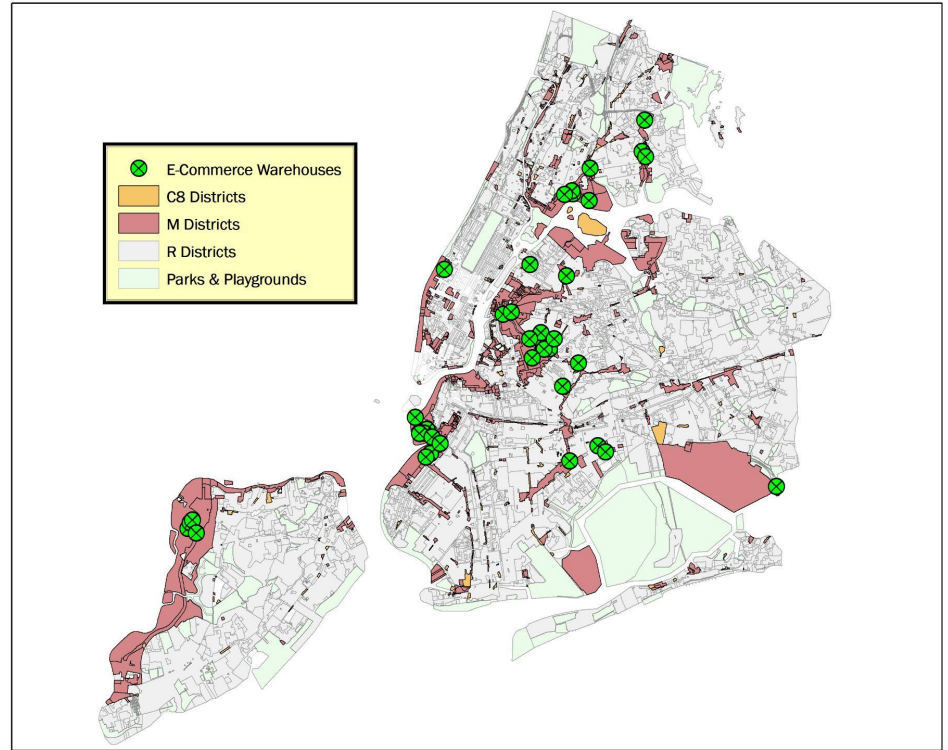 E-Commerce Warehouses
C8 Districts
M Districts
R Districts
Parks & Playgrounds